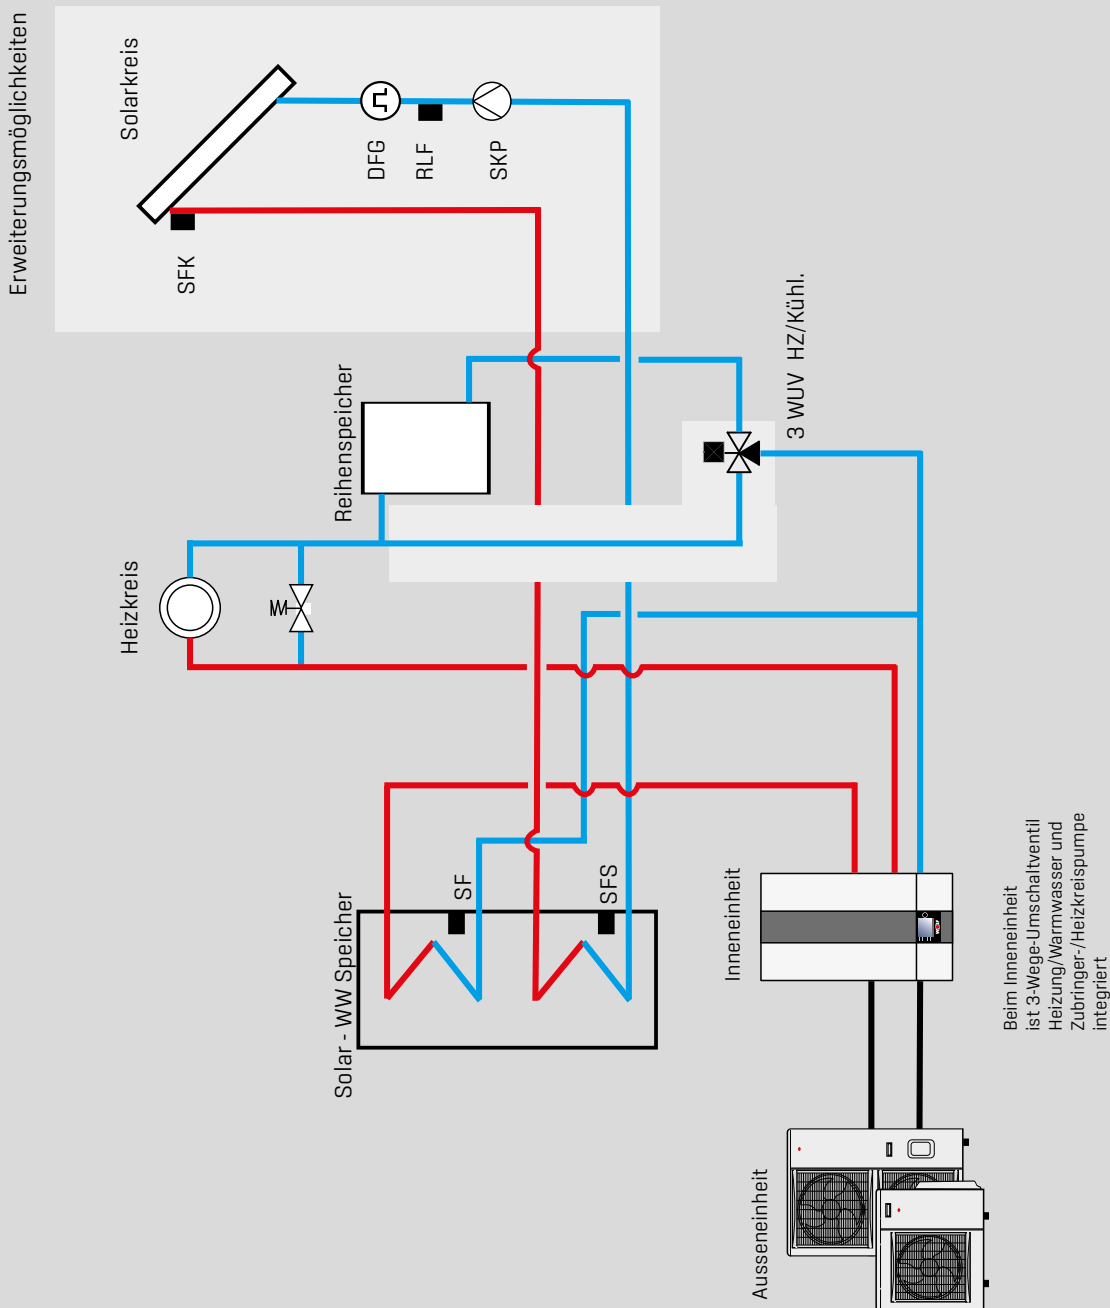 Erweiterungsmöglichkeiten
Solarkreis
DFG
RLF
SKP
SFK
Reihenspeicher
3 WUV HZ/Kühl.
Heizkreis
Solar - WW Speicher
SF
SFS
Inneneinheit
Beim Inneneinheit
ist 3-Wege-Umschaltventil
Heizung/Warmwasser und
Zubringer-/Heizkreispumpe
integriert
Ausseneinheit